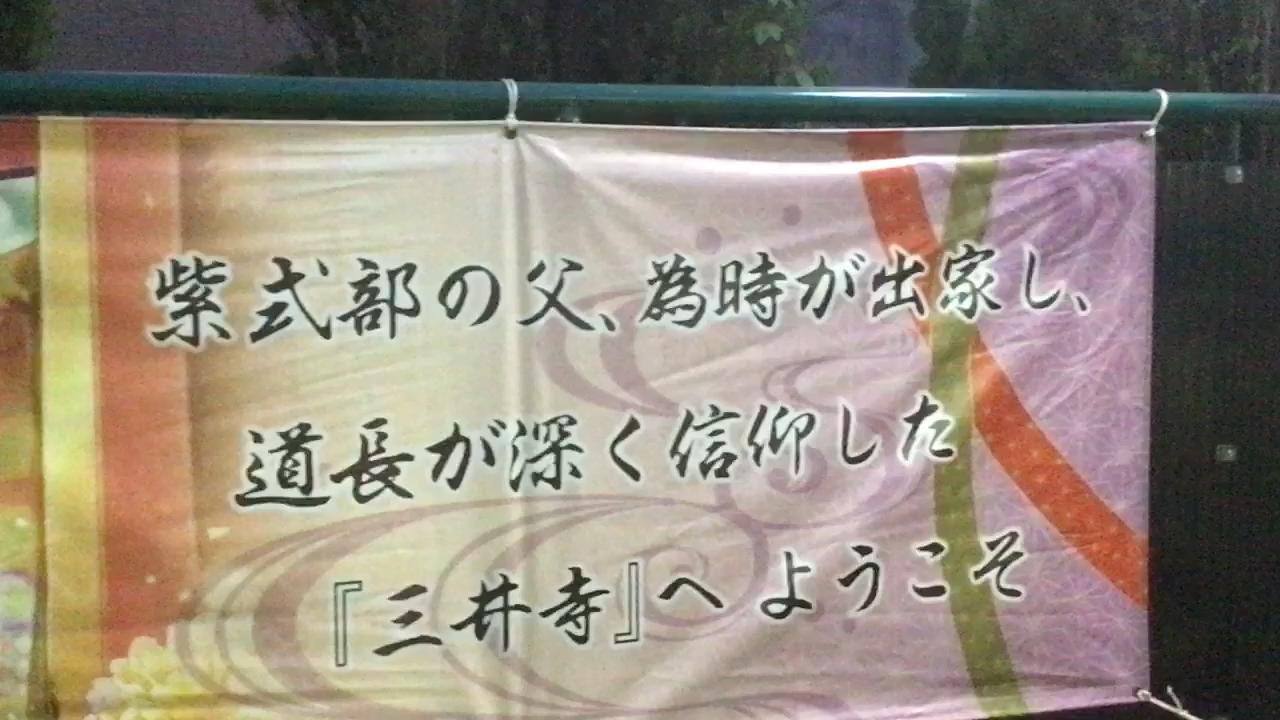 紫式部の父、為時が出家し、
道長が深く信仰した
『三井寺』へようこそ